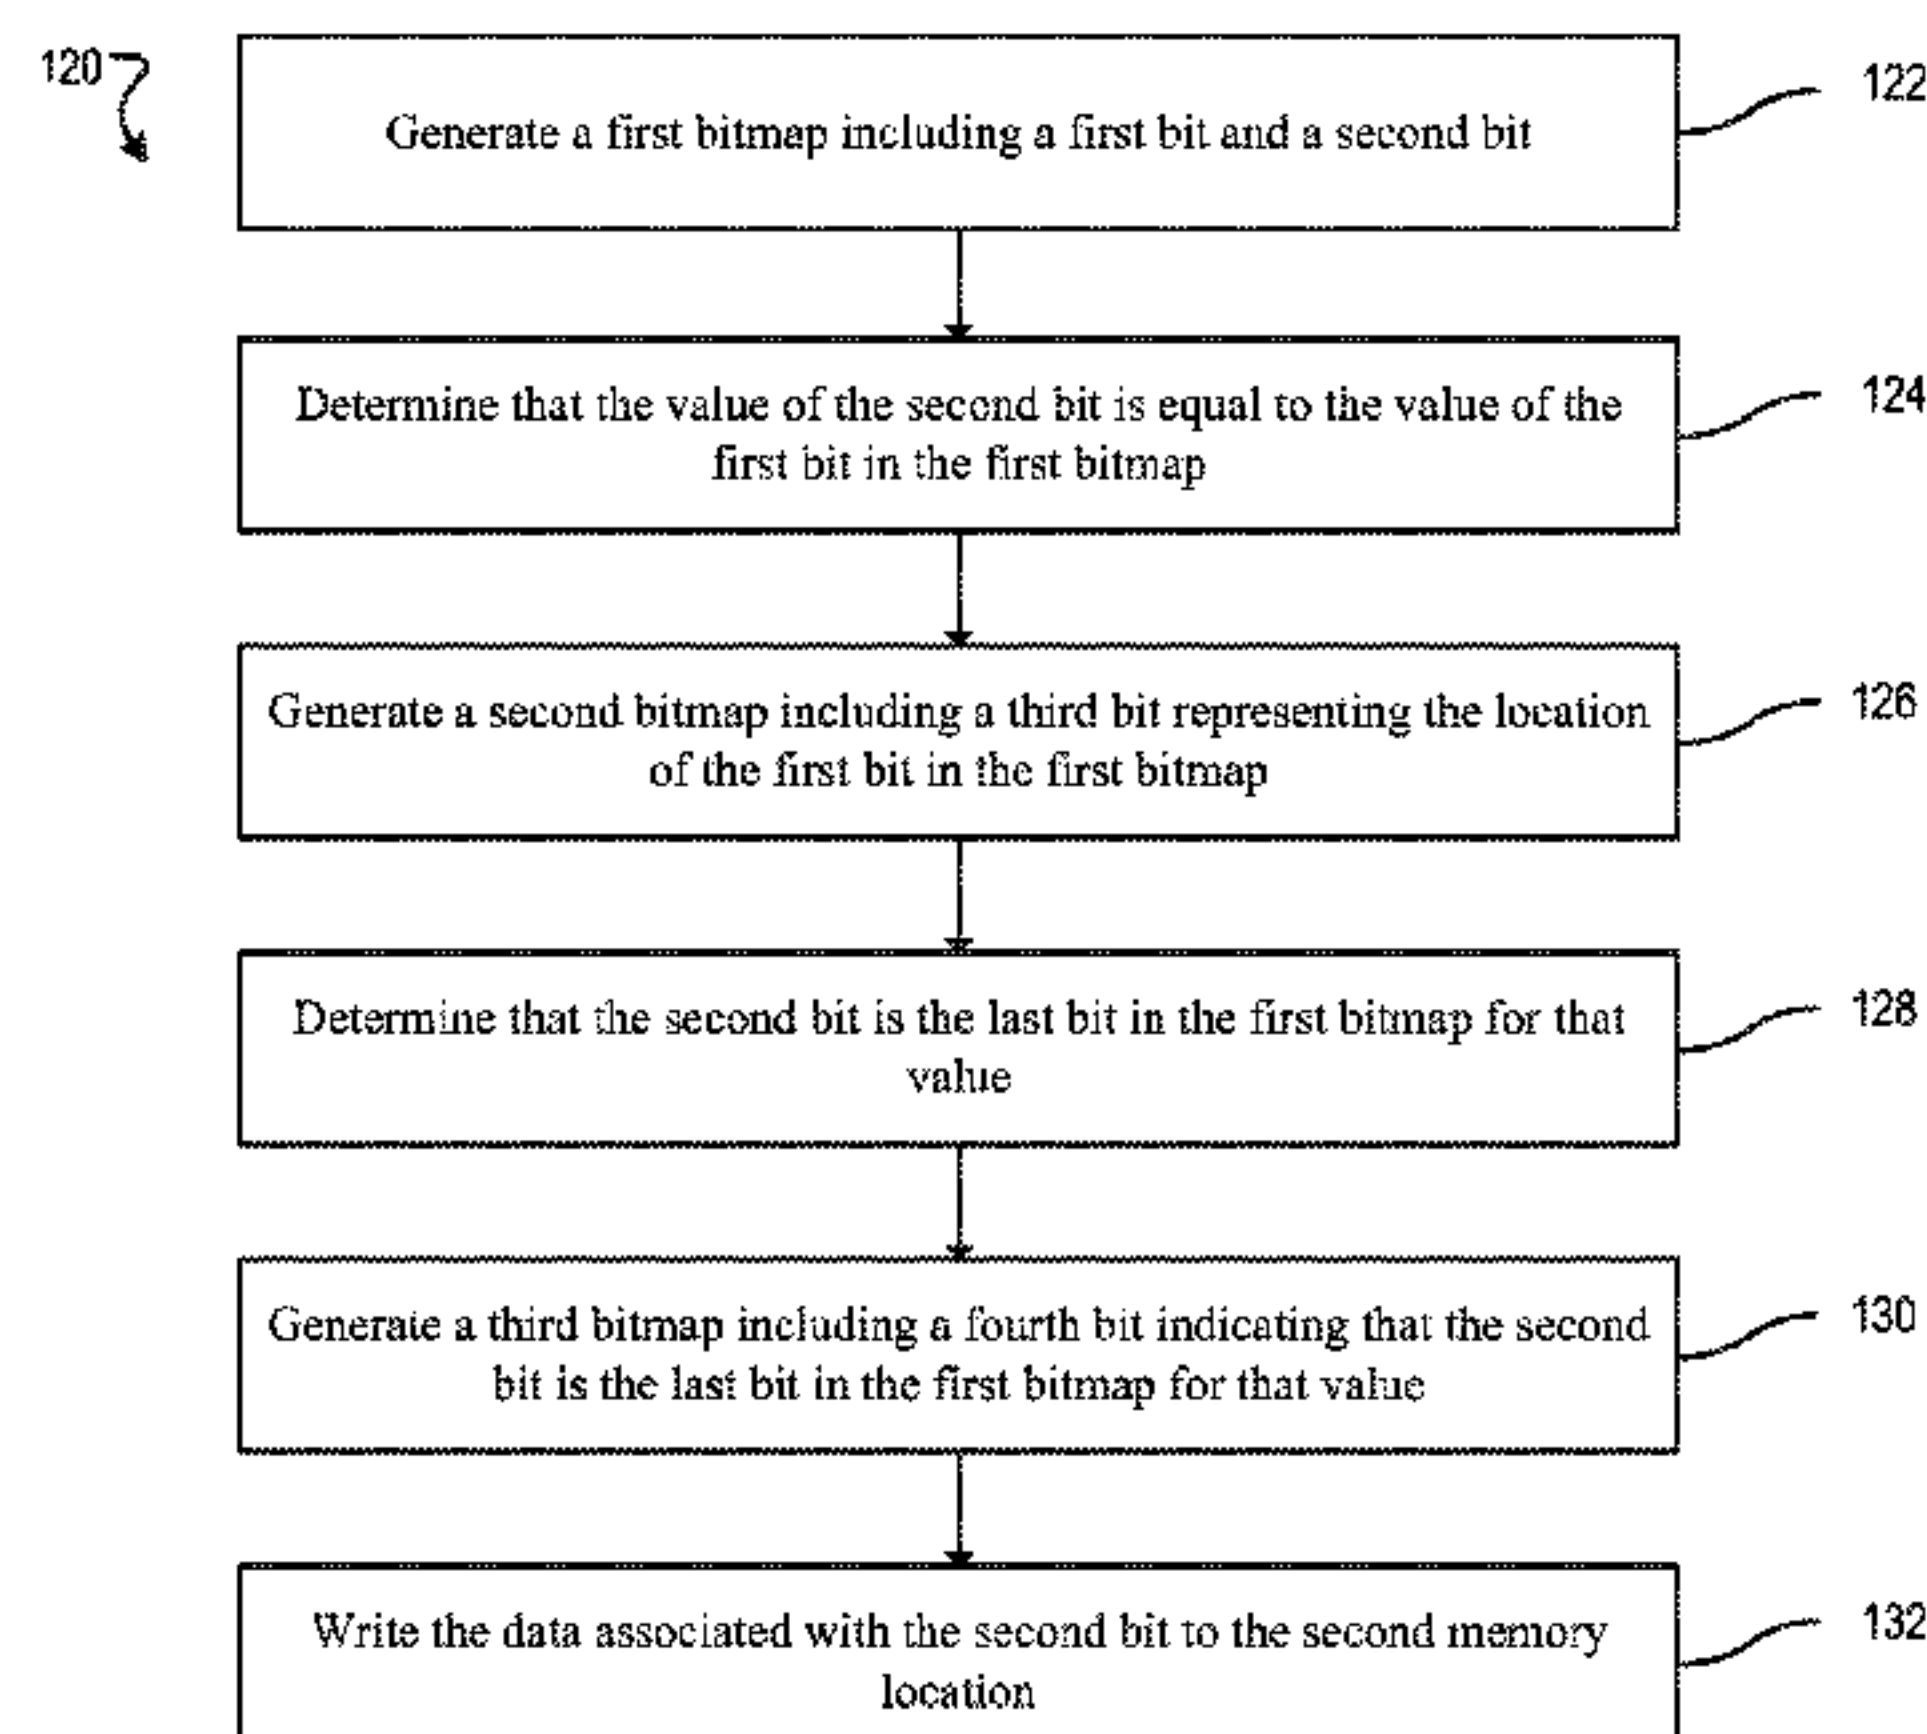 120
Generate a first bitmap including a first bit and a second bit
122
Determine that the value of the second bit is equal to the value of the
first bit in the first bitmap
124
Generate a second bitmap including a third bit representing the location
of the first bit in the first bitmap
126
Determine that the second bit is the last bit in the first bitmap for that
value
128
Generate a third bitmap including a fourth bit indicating that the second
bit is the last bit in the first bitmap for that value
130
Write the data associated with the second bit to the second memory
location
132